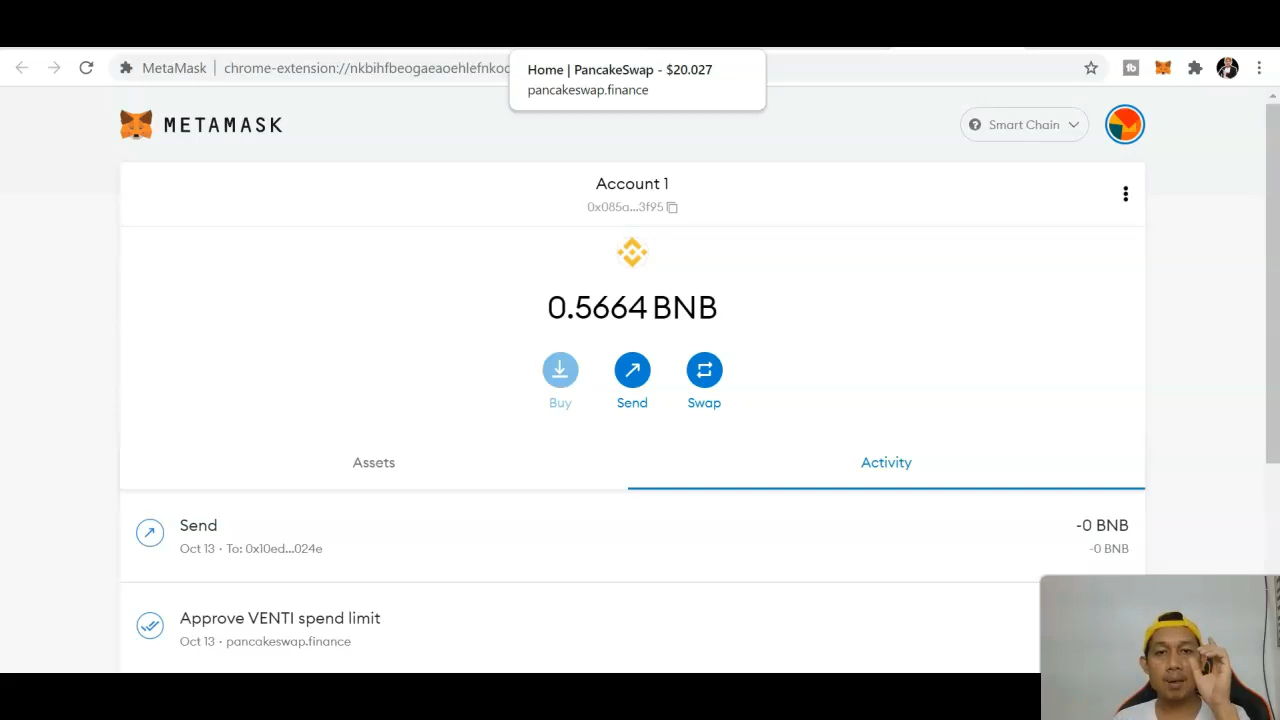 Home | PancakeSwap - $20.027
pancakeswap.finance
MetaMask
chrome-extension://nkbihfbeogaeaoehlefnkod
METAMASK
Smart Chain
Account 1
0x085a...3f95
0.5664 BNB
Buy
Send
Swap
Assets
Activity
Send
-0 BNB
Oct 13 · To: 0x10ed...024e
-0 BNB
Approve VENTI spend limit
Oct 13 · pancakeswap.finance